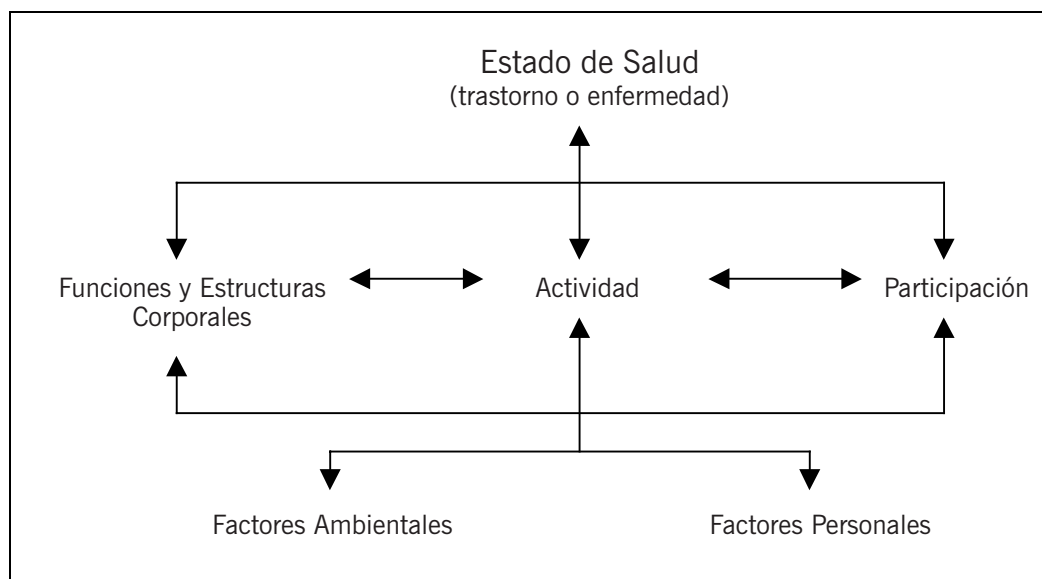 Estado de Salud
(trastorno o enfermedad)
Funciones y Estructuras
Corporales
Actividad
Participación
Factores Ambientales
Factores Personales